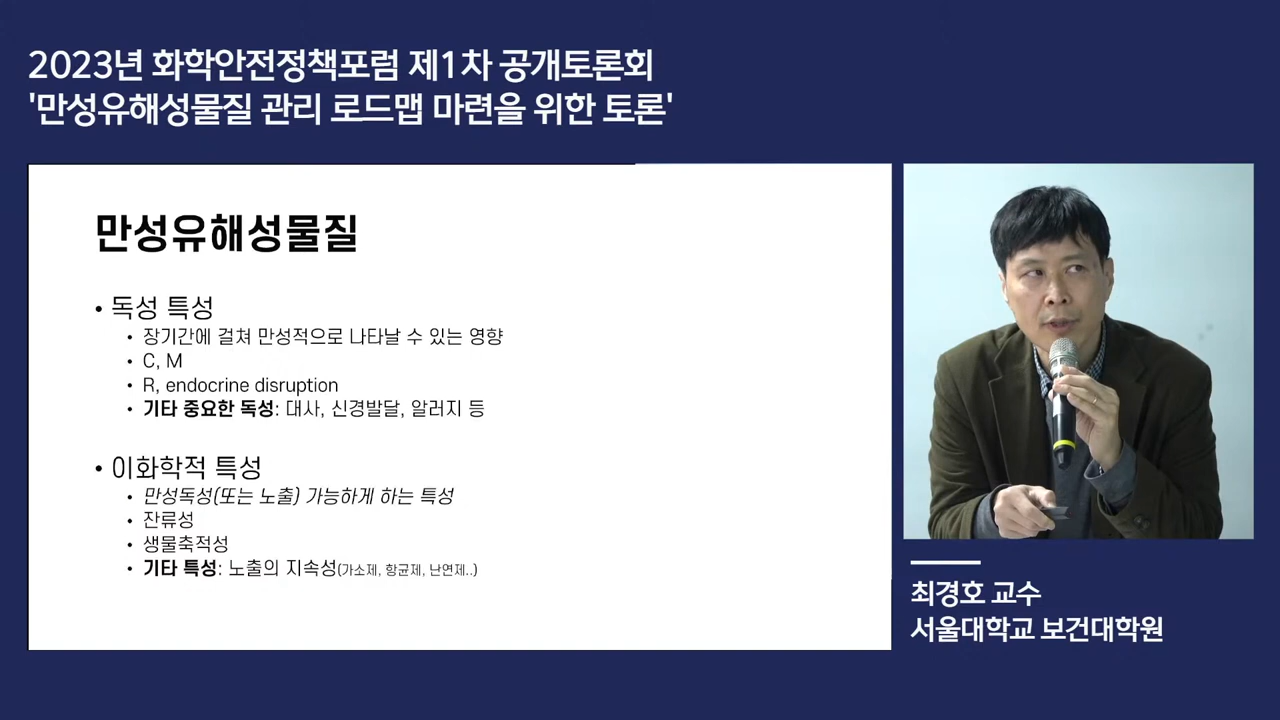 2023년 화학안전정책포럼 제1차 공개토론회
'만성유해성물질 관리 로드맵 마련을 위한 토론'
만성유해성물질
• 독성 특성
• 장기간에 걸쳐 만성적으로 나타날 수 있는 영향
• C, M
• R, endocrine disruption
• 기타 중요한 독성: 대사, 신경발달, 알러지 등
• 이화학적 특성
• 만성독성(또는 노출) 가능하게 하는 특성
• 잔류성
• 생물축적성
• 기타 특성: 노출의 지속성(가소제, 항균제, 난연제..)
최경호 교수
서울대학교 보건대학원